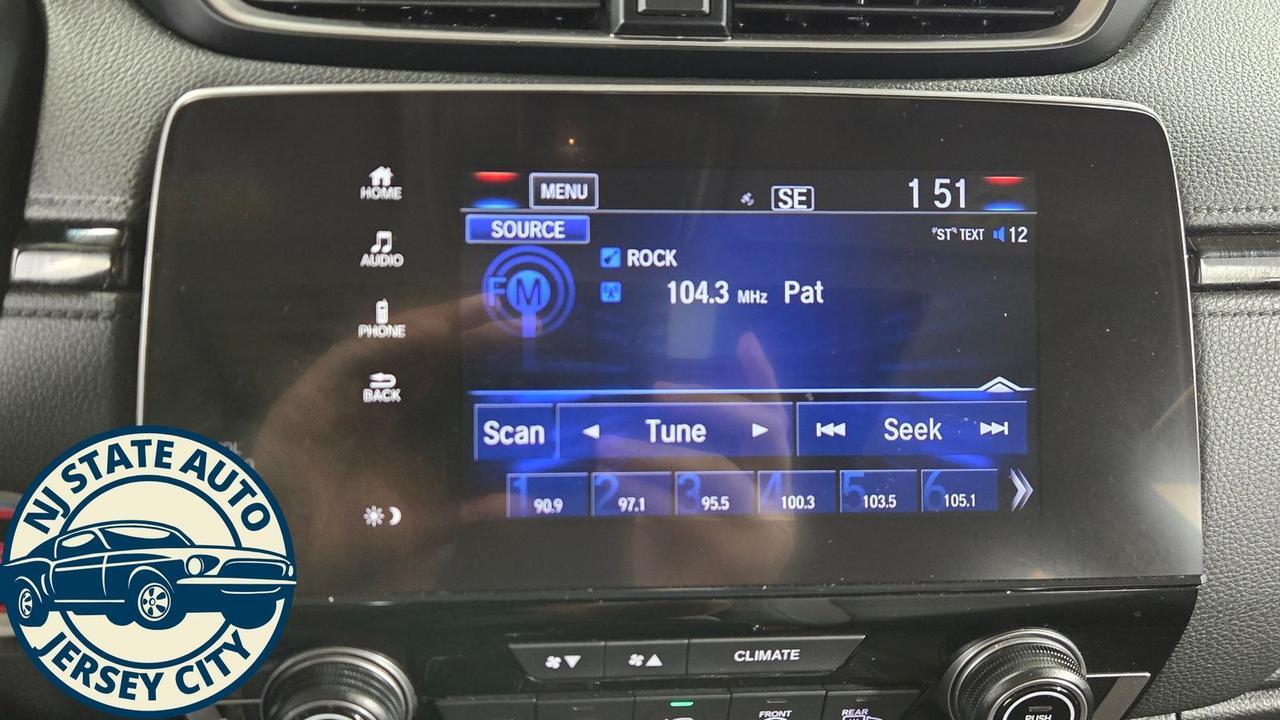 HOME
AUDIO
PHONE
BACK
MENU
SE
1 51
SOURCE
"ST" TEXT 12
FM
ROCK
104.3 MHz Pat
Scan
Tune
Seek
1 90.9
2 97.1
3 95.5
4 100.3
5 103.5
6 105.1
CLIMATE
FRONT
REAR
PUSH
NJ STATE AUTO
JERSEY CITY